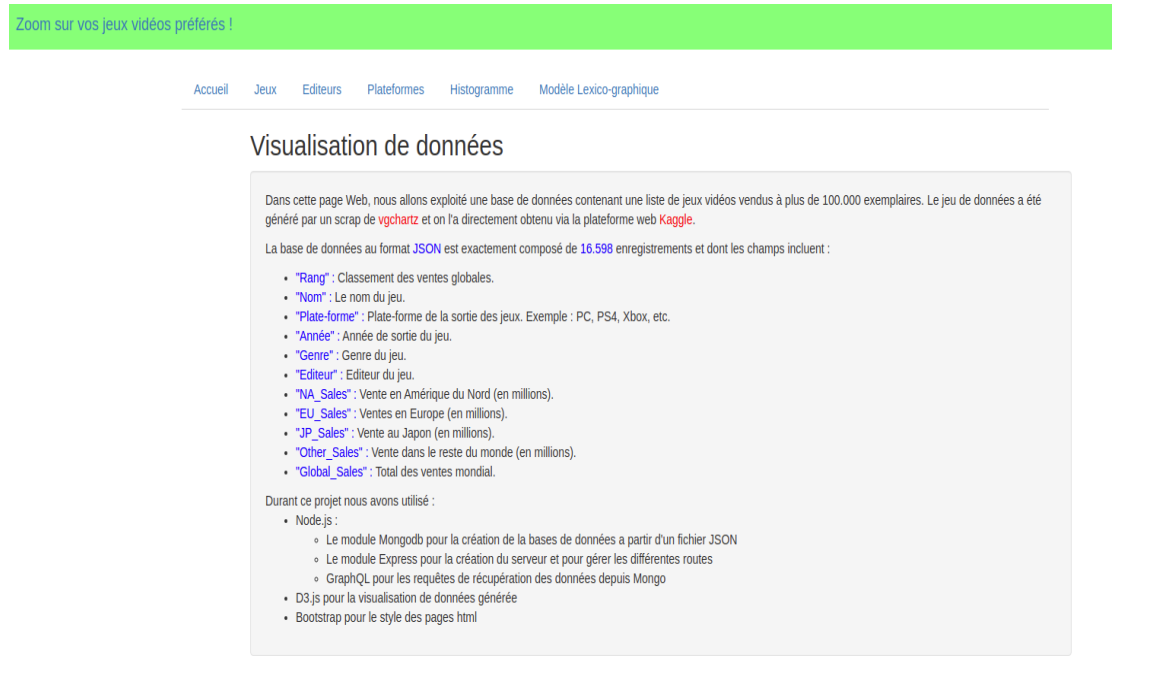 Zoom sur vos jeux vidéos préférés !
Accueil Jeux Editeurs Plateformes Histogramme Modèle Lexico-graphique
Visualisation de données
Dans cette page Web, nous allons exploité une base de données contenant une liste de jeux vidéos vendus à plus de 100.000 exemplaires. Le jeu de données a été
généré par un scrap de vgchartz et on l'a directement obtenu via la plateforme web Kaggle.
La base de données au format JSON est exactement composé de 16.598 enregistrements et dont les champs incluent :
• "Rang" : Classement des ventes globales.
• "Nom" : Le nom du jeu.
• "Plate-forme" : Plate-forme de la sortie des jeux. Exemple : PC, PS4, Xbox, etc.
• "Année" : Année de sortie du jeu.
• "Genre" : Genre du jeu.
• "Editeur" : Editeur du jeu.
• "NA_Sales" : Vente en Amérique du Nord (en millions).
• "EU_Sales" : Ventes en Europe (en millions).
• "JP_Sales" : Vente au Japon (en millions).
• "Other_Sales" : Vente dans le reste du monde (en millions).
• "Global_Sales" : Total des ventes mondial.
Durant ce projet nous avons utilisé :
• Node.js :
◦ Le module Mongodb pour la création de la bases de données a partir d'un fichier JSON
◦ Le module Express pour la création du serveur et pour gérer les différentes routes
◦ GraphQL pour les requêtes de récupération des données depuis Mongo
• D3.js pour la visualisation de données générée
• Bootstrap pour le style des pages html